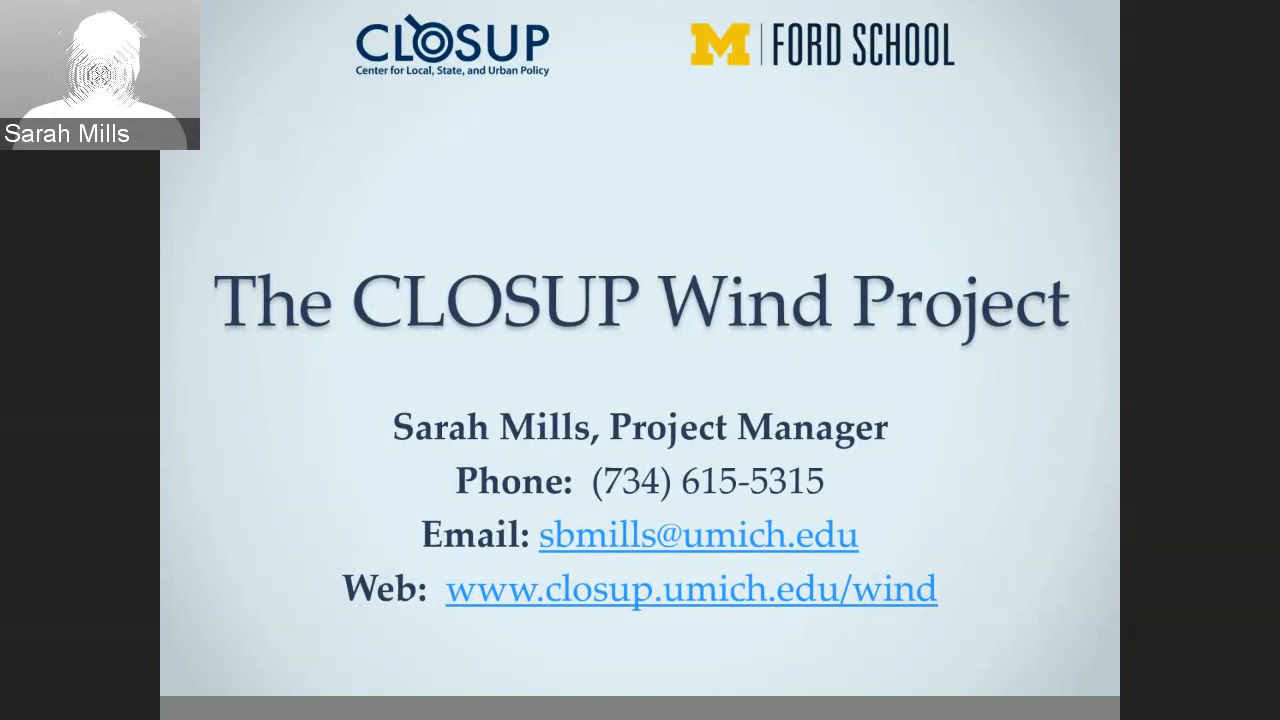 CLOSUP
Center for Local, State, and Urban Policy
M | FORD SCHOOL
Sarah Mills
The CLOSUP Wind Project
Sarah Mills, Project Manager
Phone: (734) 615-5315
Email: sbmills@umich.edu
Web: www.closup.umich.edu/wind